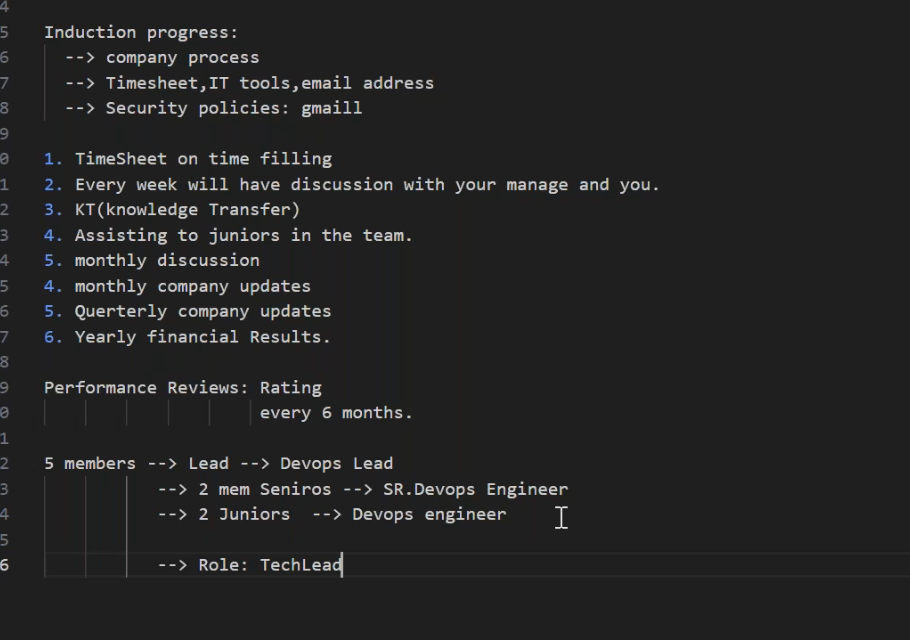 4
5 Induction progress:
6 --> company process
7 --> Timesheet,IT tools,email address
8 --> Security policies: gmaill
9
0 1. TimeSheet on time filling
1 2. Every week will have discussion with your manage and you.
2 3. KT(knowledge Transfer)
3 4. Assisting to juniors in the team.
4 5. monthly discussion
5 4. monthly company updates
6 5. Querterly company updates
7 6. Yearly financial Results.
8
9 Performance Reviews: Rating
0 every 6 months.
1
2 5 members --> Lead --> Devops Lead
3 --> 2 mem Seniros --> SR.Devops Engineer
4 --> 2 Juniors --> Devops engineer
5
6 --> Role: TechLead